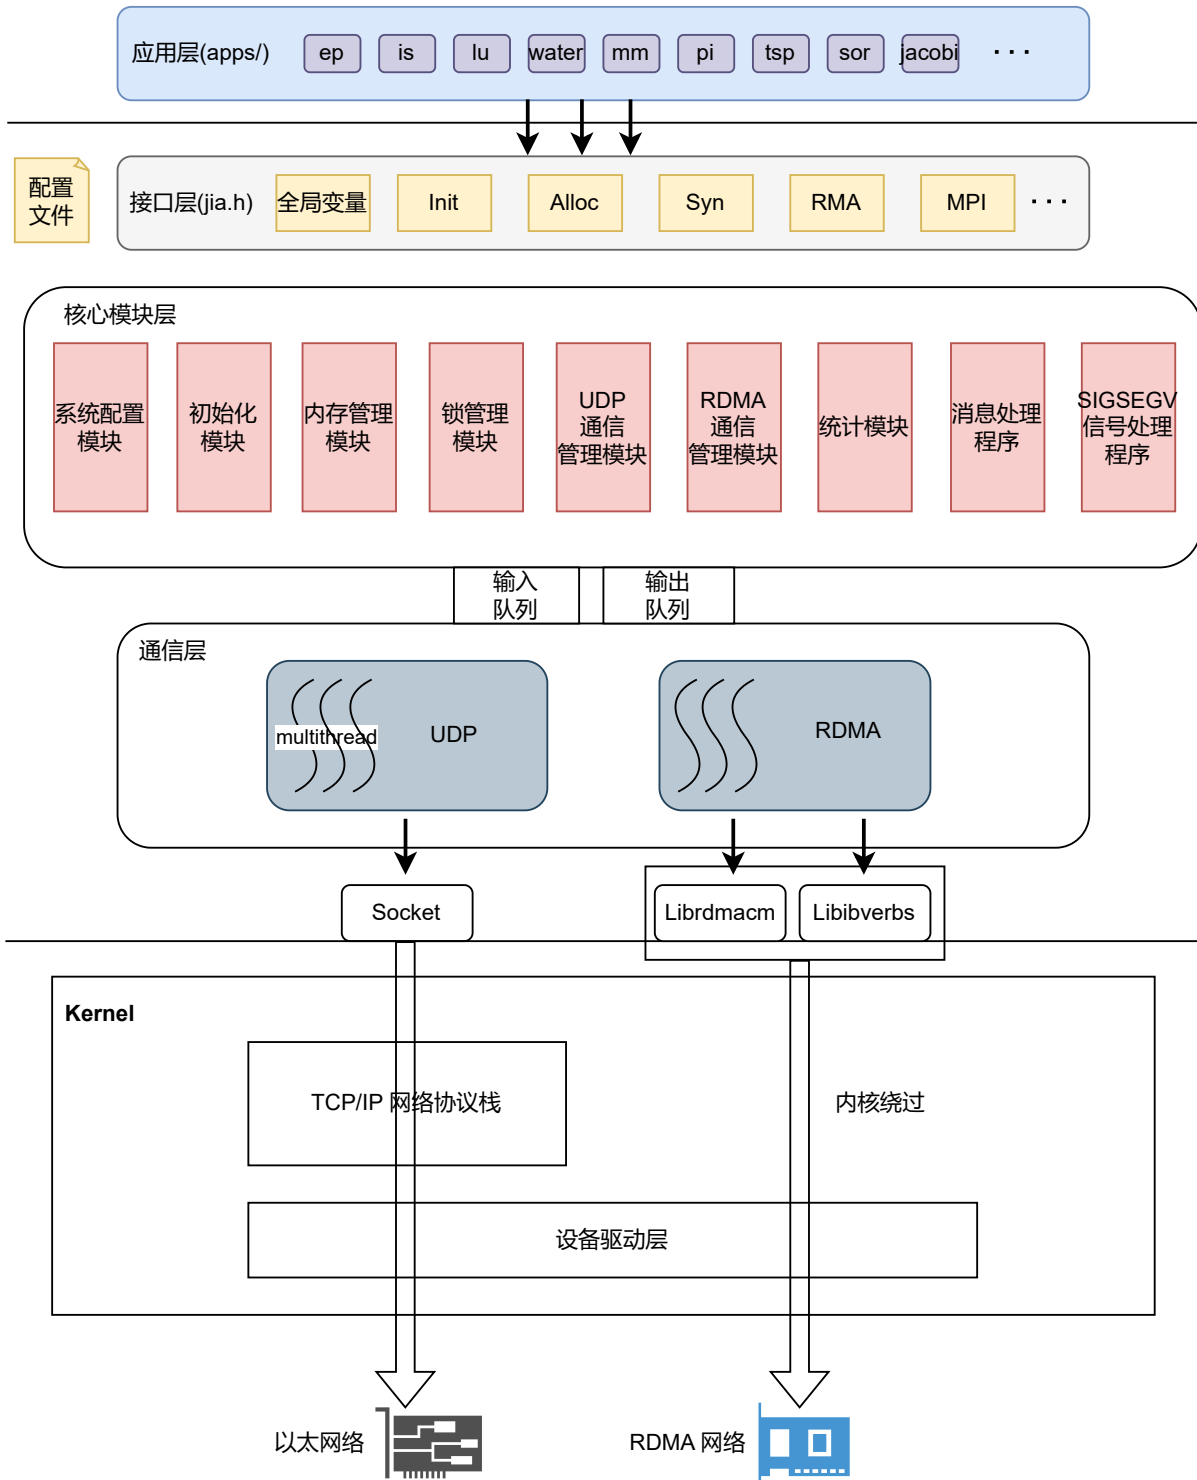 应用层(apps/)
ep
is
lu
water
mm
pi
tsp
sor
jacobi
· · ·
配置
文件
接口层(jia.h)
全局变量
Init
Alloc
Syn
RMA
MPI
· · ·
核心模块层
系统配置
模块
初始化
模块
内存管理
模块
锁管理
模块
UDP
通信
管理模块
RDMA
通信
管理模块
统计模块
消息处理
程序
SIGSEGV
信号处理
程序
输入
队列
输出
队列
通信层
multithread
UDP
RDMA
Socket
Librdmacm
Libibverbs
Kernel
TCP/IP 网络协议栈
内核绕过
设备驱动层
以太网络
RDMA 网络